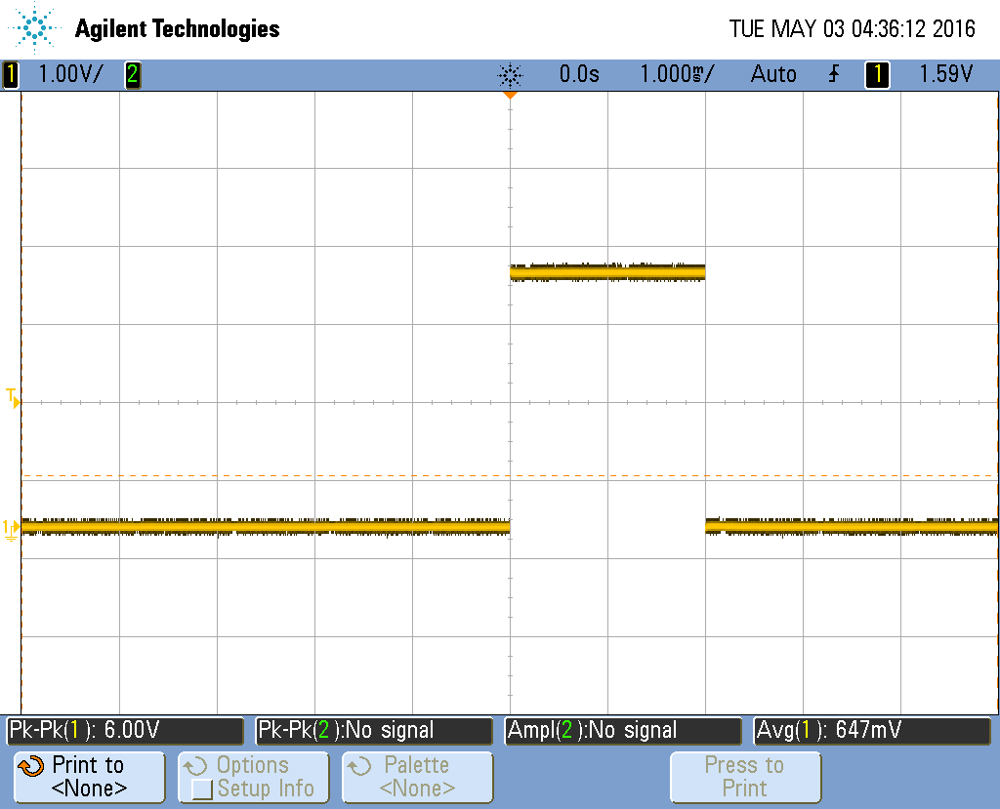 Agilent Technologies
TUE MAY 03 04:36:12 2016
1 1.00V/ 2 0.0s 1.000ms/ Auto 1 1.59V
T
1
Pk-Pk(1): 6.00V Pk-Pk(2):No signal Ampl(2):No signal Avg(1): 647mV
Print to
<None>
Options
Setup Info
Palette
<None>
Press to
Print